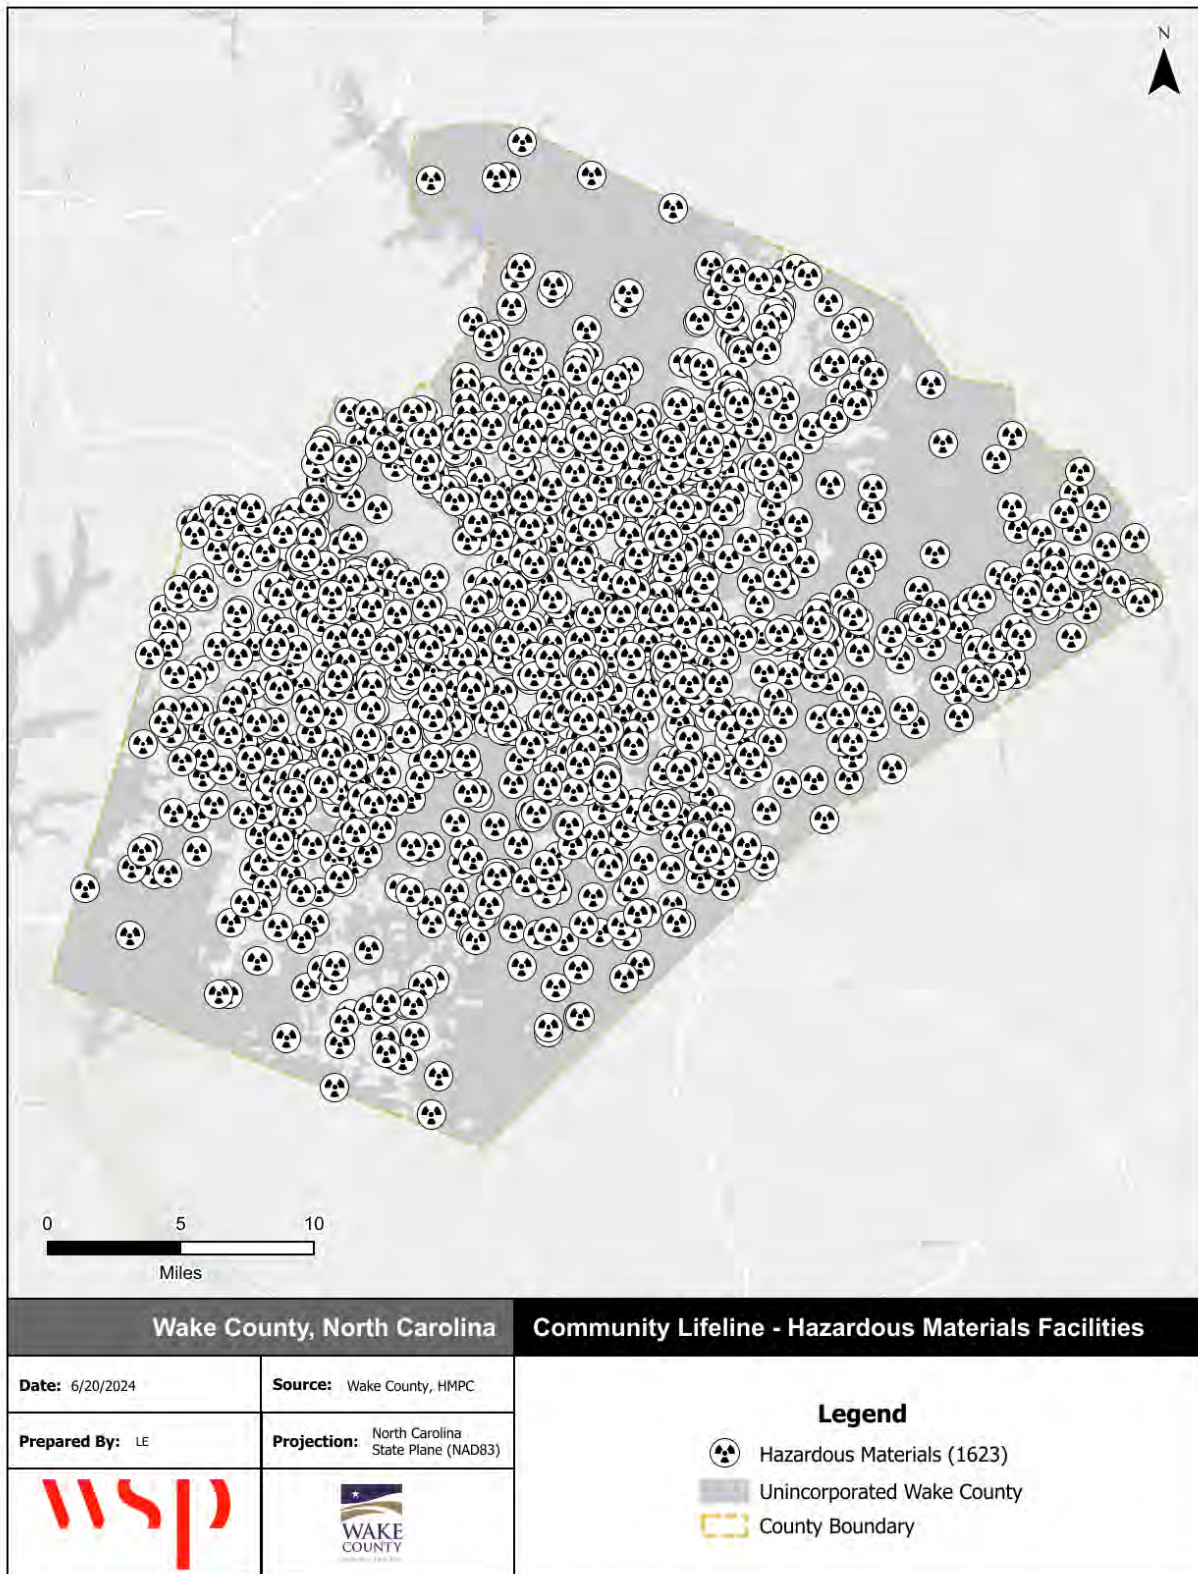 N
0 5 10
Miles
Wake County, North Carolina
Community Lifeline - Hazardous Materials Facilities
Date: 6/20/2024
Source: Wake County, HMPC
Prepared By: LE
Projection: North Carolina
State Plane (NAD83)
Legend
Hazardous Materials (1623)
Unincorporated Wake County
County Boundary
wsp
WAKE
COUNTY